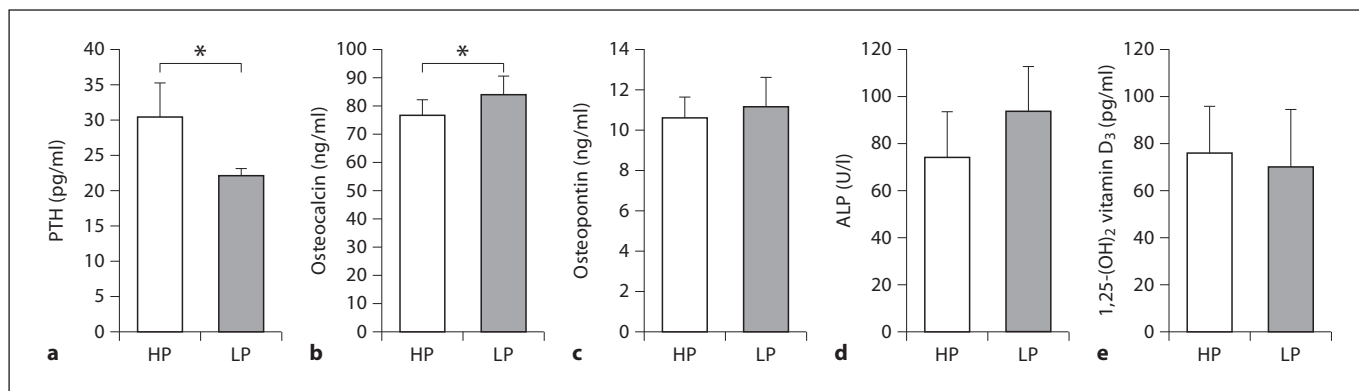 PTH (pg/ml)
40
35
30
25
20
15
10
5
0
*
HP LP
a
Osteocalcin (ng/ml)
100
90
80
70
60
50
40
30
20
10
0
*
HP LP
b
Osteopontin (ng/ml)
14
12
10
8
6
4
2
0
HP LP
c
ALP (U/l)
120
100
80
60
40
20
0
HP LP
d
1,25-(OH)₂ vitamin D₃ (pg/ml)
120
100
80
60
40
20
0
HP LP
e